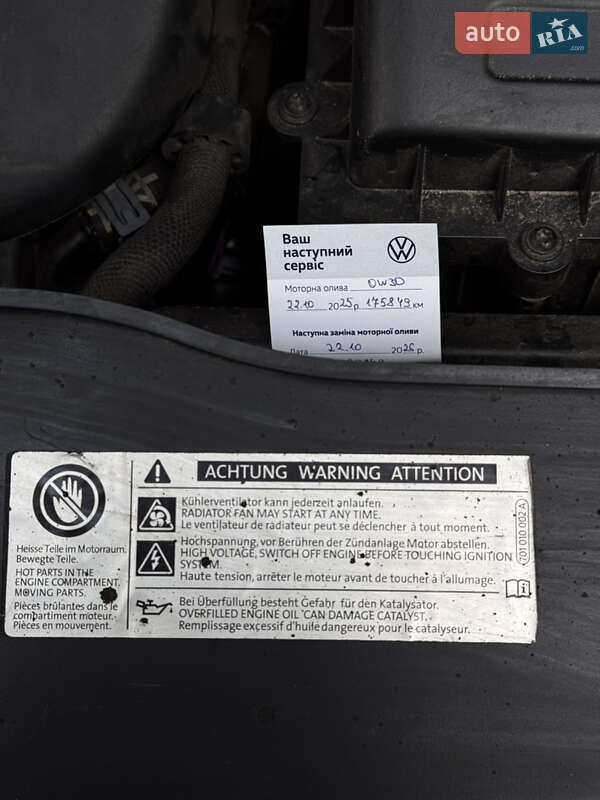 auto RIA.com
Ваш
наступний
сервіс
Моторна олива 0W30
22.10 2025р. 175849 км
Наступна заміна моторної оливи
Дата 22.10 2026 р.
ACHTUNG WARNING ATTENTION
Kühlerventilator kann jederzeit anlaufen.
RADIATOR FAN MAY START AT ANY TIME.
Le ventilateur de radiateur peut se déclencher à tout moment.
Hochspannung, vor Berühren der Zündanlage Motor abstellen.
HIGH VOLTAGE, SWITCH OFF ENGINE BEFORE TOUCHING IGNITION
SYSTEM.
Haute tension, arrêter le moteur avant de toucher à l'allumage.
Bei Überfüllung besteht Gefahr für den Katalysator.
OVERFILLED ENGINE OIL CAN DAMAGE CATALYST.
Remplissage excessif d'huile dangereux pour le catalyseur.
Heisse Teile im Motorraum.
Bewegte Teile.
HOT PARTS IN THE
ENGINE COMPARTMENT.
MOVING PARTS.
Pièces brûlantes dans le
compartiment moteur.
Pièces en mouvement.
701 010 002 A